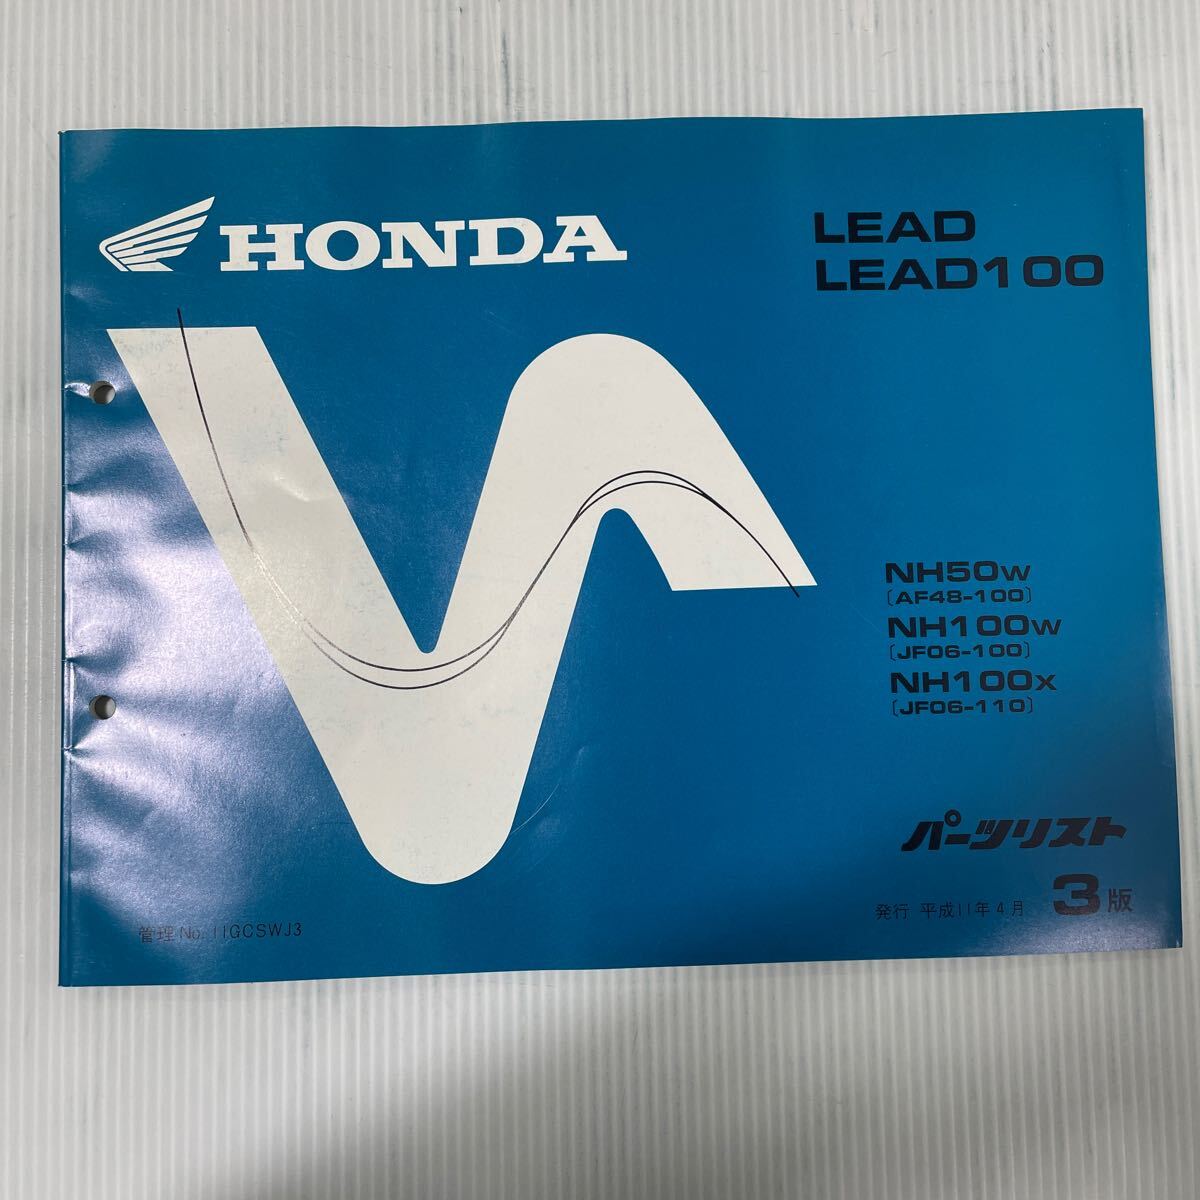 HONDA
LEAD
LEAD100
NH50W
[AF48-100]
NH100W
[JF06-100]
NH100X
[JF06-110]
パーツリスト
発行 平成11年4月 3版
管理No. 11GCSWJ3